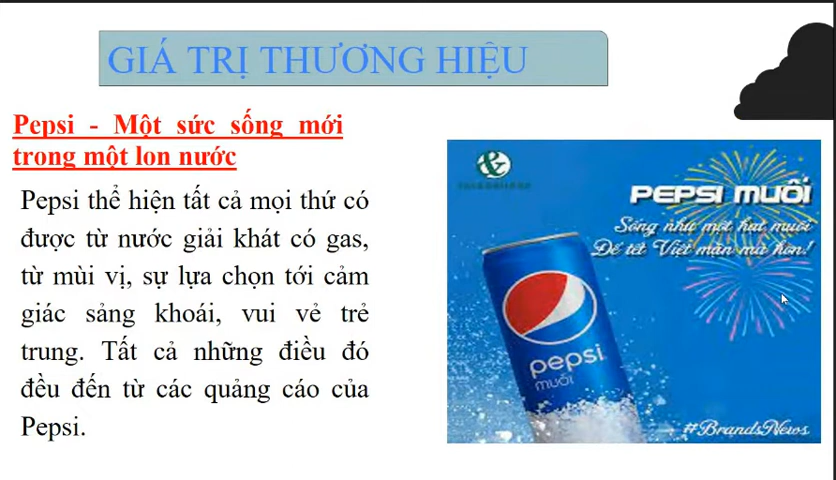 GIÁ TRỊ THƯƠNG HIỆU
Pepsi - Một sức sống mới
trong một lon nước
Pepsi thể hiện tất cả mọi thứ có
được từ nước giải khát có gas,
từ mùi vị, sự lựa chọn tới cảm
giác sảng khoái, vui vẻ trẻ
trung. Tất cả những điều đó
đều đến từ các quảng cáo của
Pepsi.
&
PEPSI MUỐI
Sống như một hạt muối
Để tết Việt mặn mà hơn!
pepsi
muối
#BrandsNews